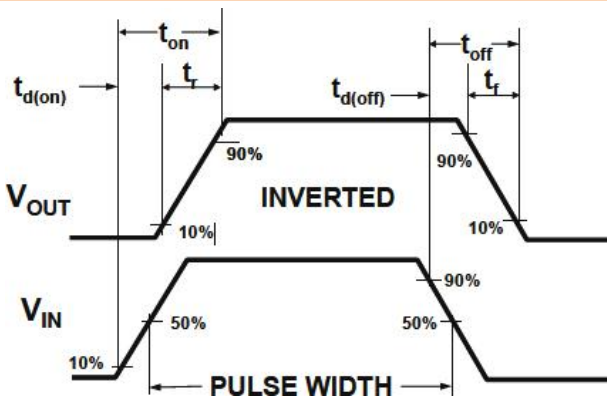 t_on
t_off
t_r
t_f
t_d(on)
t_d(off)
90%
90%
V_OUT
INVERTED
10%
10%
90%
V_IN
50%
50%
10%
PULSE WIDTH